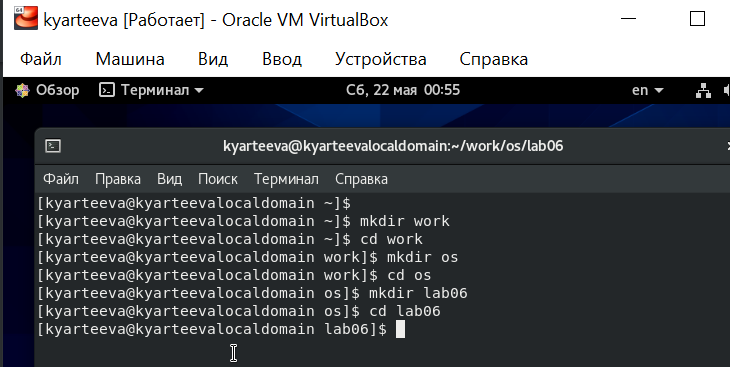 kyarteeva [Работает] - Oracle VM VirtualBox
Файл Машина Вид Ввод Устройства Справка
Обзор Терминал Сб, 22 мая 00:55 en
kyarteeva@kyarteevalocaldomain:~/work/os/lab06
Файл Правка Вид Поиск Терминал Справка
[kyarteeva@kyarteevalocaldomain ~]$
[kyarteeva@kyarteevalocaldomain ~]$ mkdir work
[kyarteeva@kyarteevalocaldomain ~]$ cd work
[kyarteeva@kyarteevalocaldomain work]$ mkdir os
[kyarteeva@kyarteevalocaldomain work]$ cd os
[kyarteeva@kyarteevalocaldomain os]$ mkdir lab06
[kyarteeva@kyarteevalocaldomain os]$ cd lab06
[kyarteeva@kyarteevalocaldomain lab06]$